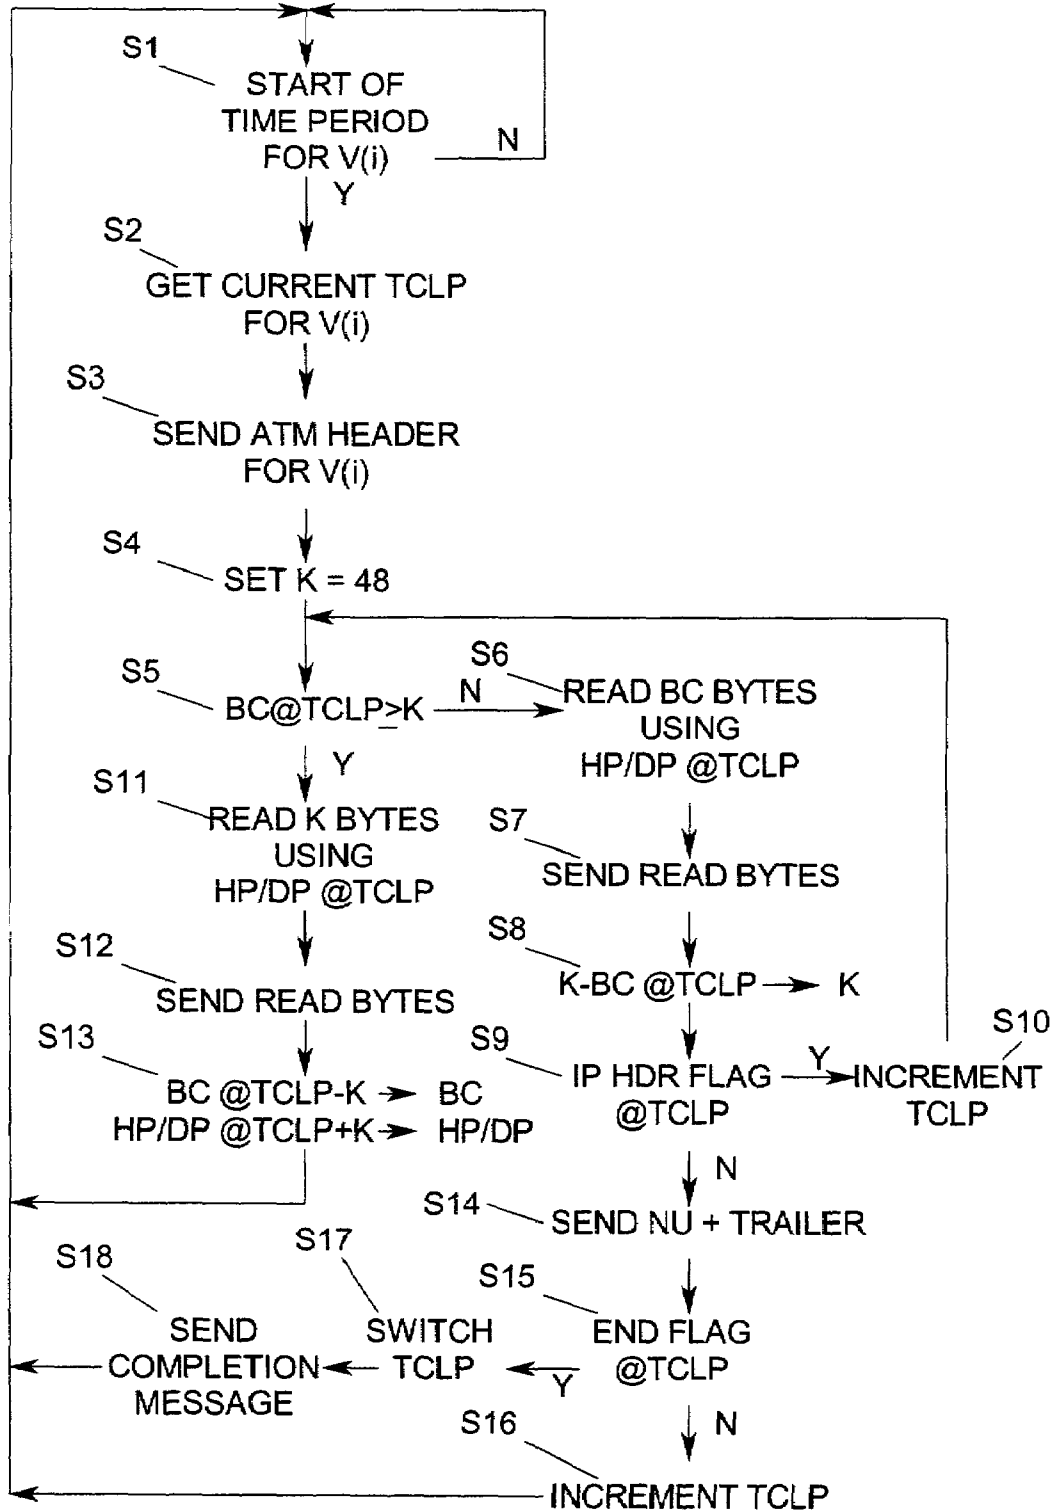 S1
START OF
TIME PERIOD
FOR V(i)
N
Y
S2
GET CURRENT TCLP
FOR V(i)
S3
SEND ATM HEADER
FOR V(i)
S4
SET K = 48
S5
BC@TCLP≥K
N
Y
S6
READ BC BYTES
USING
HP/DP @TCLP
S7
SEND READ BYTES
S8
K-BC @TCLP → K
S9
IP HDR FLAG
@TCLP
Y
N
S10
INCREMENT
TCLP
S11
READ K BYTES
USING
HP/DP @TCLP
S12
SEND READ BYTES
S13
BC @TCLP-K → BC
HP/DP @TCLP+K → HP/DP
S14
SEND NU + TRAILER
S15
END FLAG
@TCLP
Y
N
S16
INCREMENT TCLP
S17
SWITCH
TCLP
S18
SEND
COMPLETION
MESSAGE